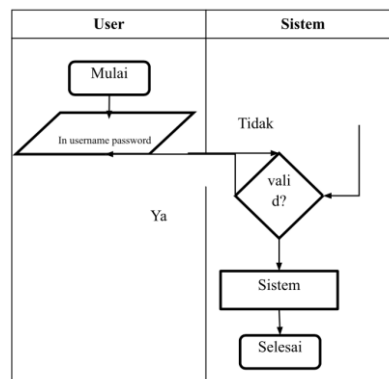 User
Sistem
Mulai
In username password
Tidak
vali
d?
Ya
Sistem
Selesai